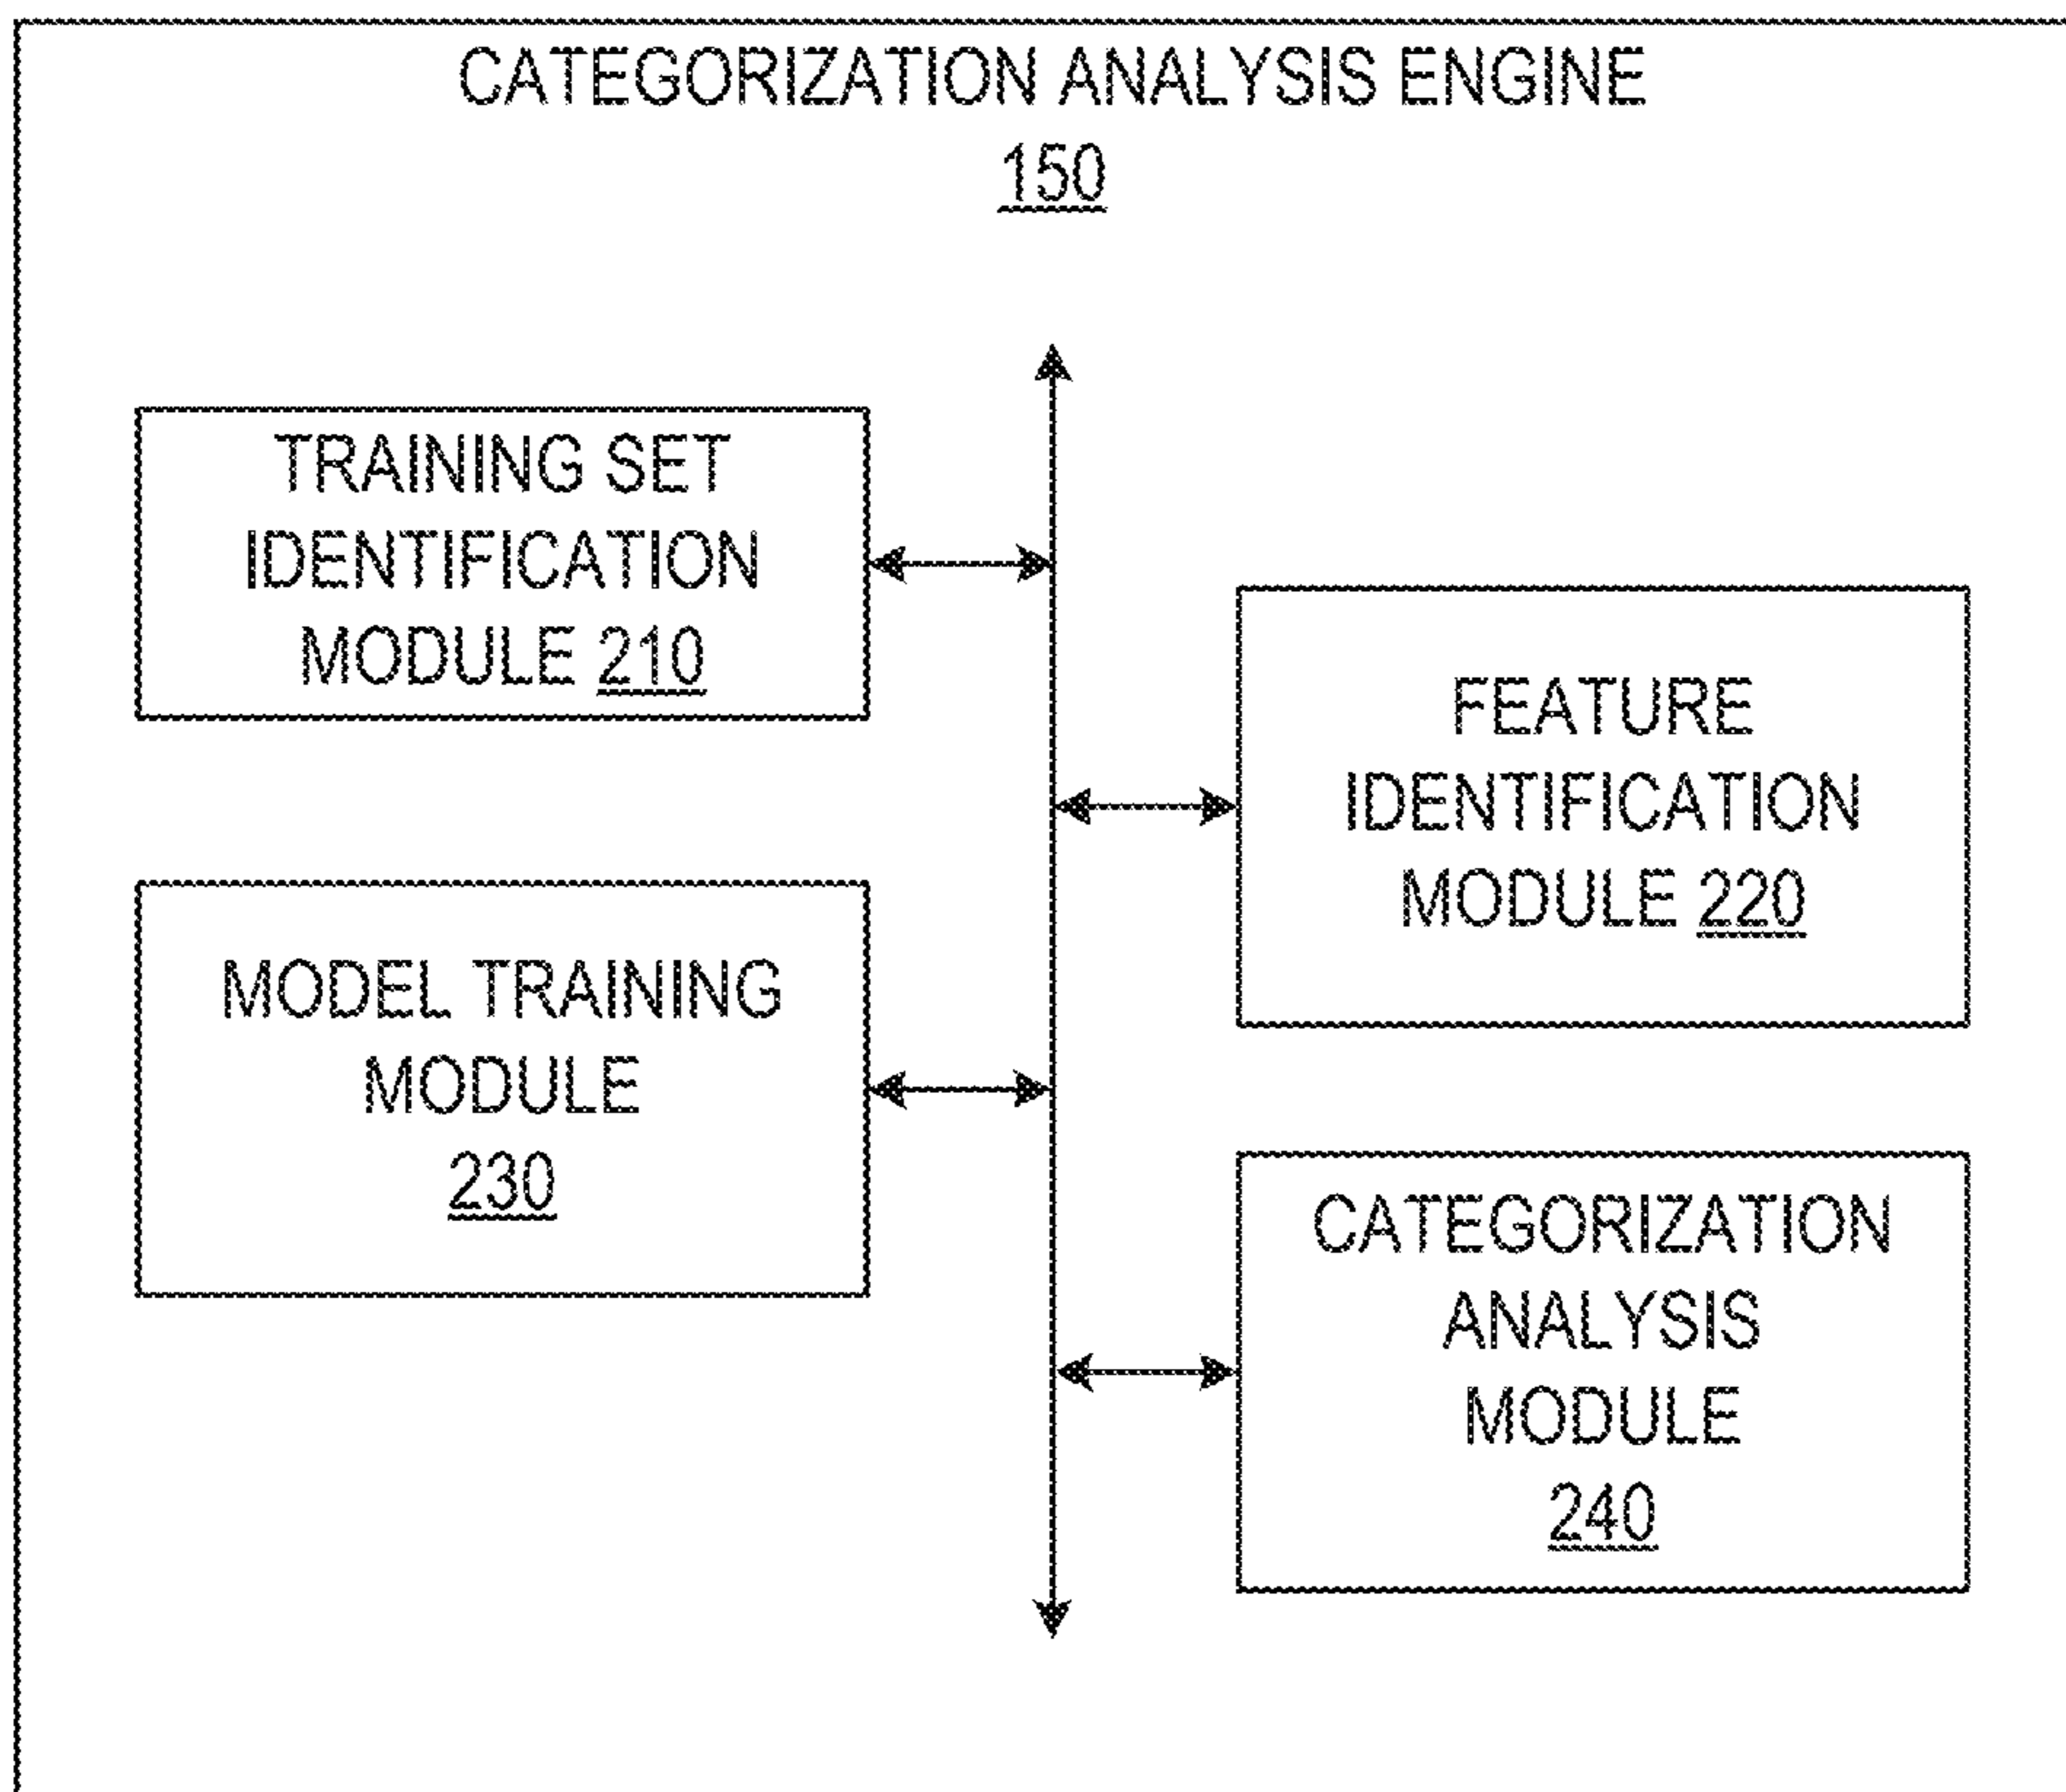 CATEGORIZATION ANALYSIS ENGINE
150
TRAINING SET
IDENTIFICATION
MODULE 210
FEATURE
IDENTIFICATION
MODULE 220
MODEL TRAINING
MODULE
230
CATEGORIZATION
ANALYSIS
MODULE
240